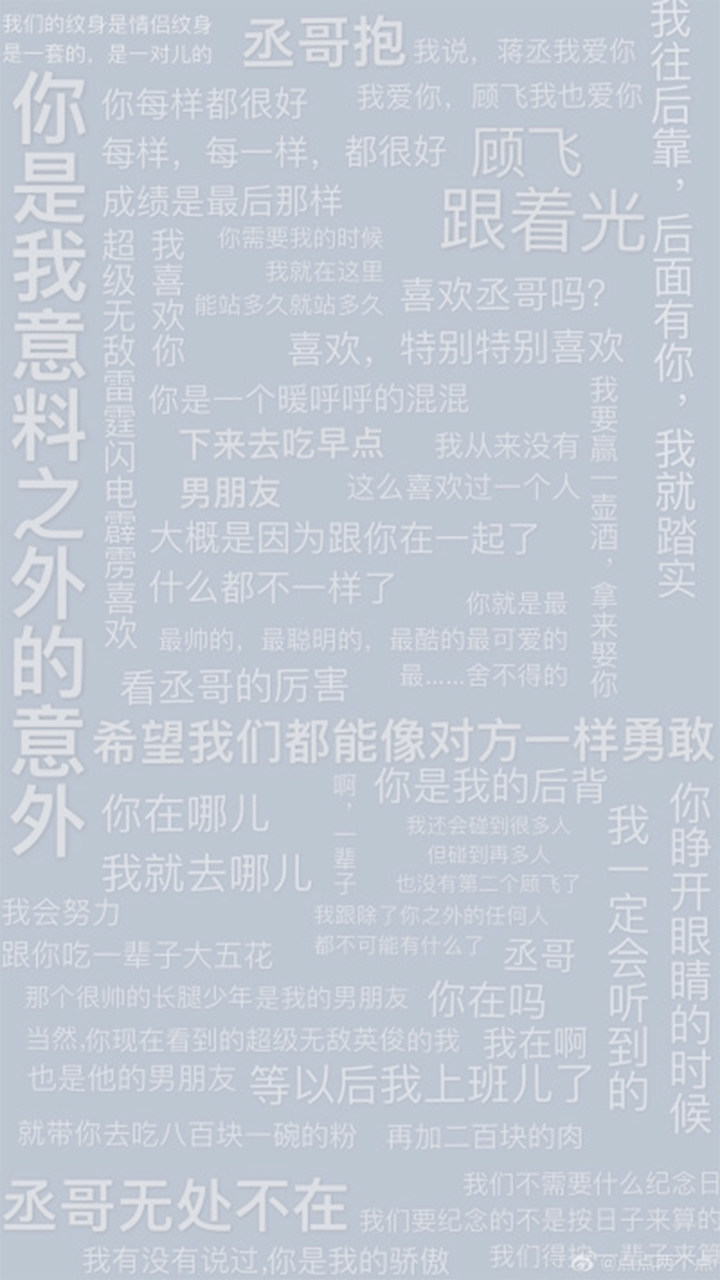 我们的纹身是情侣纹身
是一套的，是一对儿的
丞哥抱
我说，蒋丞我爱你
我往后靠，后面有你，我就踏实
你是我意料之外的意外
你每样都很好
我爱你，顾飞我也爱你
每样，每一样，都很好
顾飞
成绩是最后那样
跟着光
超级无敌雷霆闪电霹雳喜欢
我喜欢你
你需要我的时候
我就在这里
能站多久就站多久
喜欢丞哥吗?
喜欢，特别特别喜欢
你是一个暖呼呼的混混
我要赢一壶酒，拿来娶你
下来去吃早点
我从来没有
男朋友
这么喜欢过一个人
大概是因为跟你在一起了
什么都不一样了
你就是最
最帅的，最聪明的，最酷的最可爱的
最……舍不得的
看丞哥的厉害
希望我们都能像对方一样勇敢
啊，一辈子
你是我的后背
你睁开眼睛的时候
我一定会听到的
你在哪儿
我还会碰到很多人
但碰到再多人
我就去哪儿
也没有第二个顾飞了
我会努力
我跟除了你之外的任何人
跟你吃一辈子大五花
都不可能有什么了
丞哥
那个很帅的长腿少年是我的男朋友
你在吗
当然,你现在看到的超级无敌英俊的我
我在啊
也是他的男朋友
等以后我上班儿了
就带你去吃八百块一碗的粉
再加二百块的肉
丞哥无处不在
我们不需要什么纪念日
我们要纪念的不是按日子来算的
我有没有说过,你是我的骄傲
我们得按一辈子来算